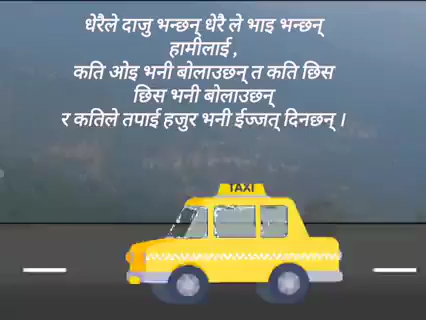 धेरैले दाजु भन्छन् धेरै ले भाइ भन्छन्
हामीलाई ,
कति ओइ भनी बोलाउछन् त कति छिस
छिस भनी बोलाउछन्
र कतिले तपाई हजुर भनी ईज्जत् दिनछन् ।
TAXI